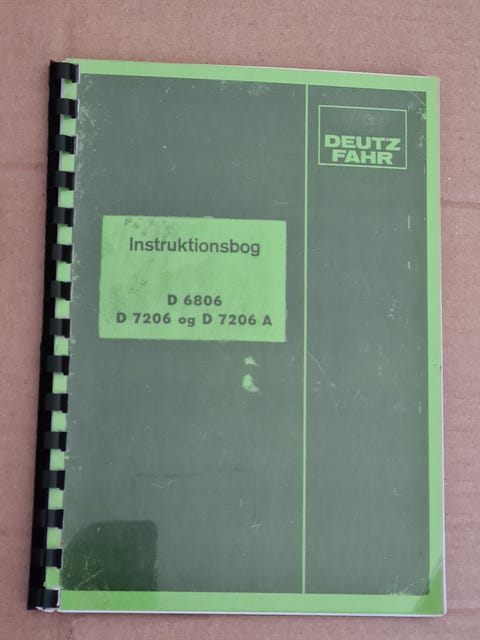 DEUTZ
FAHR
Instruktionsbog
D 6806
D 7206 og D 7206 A